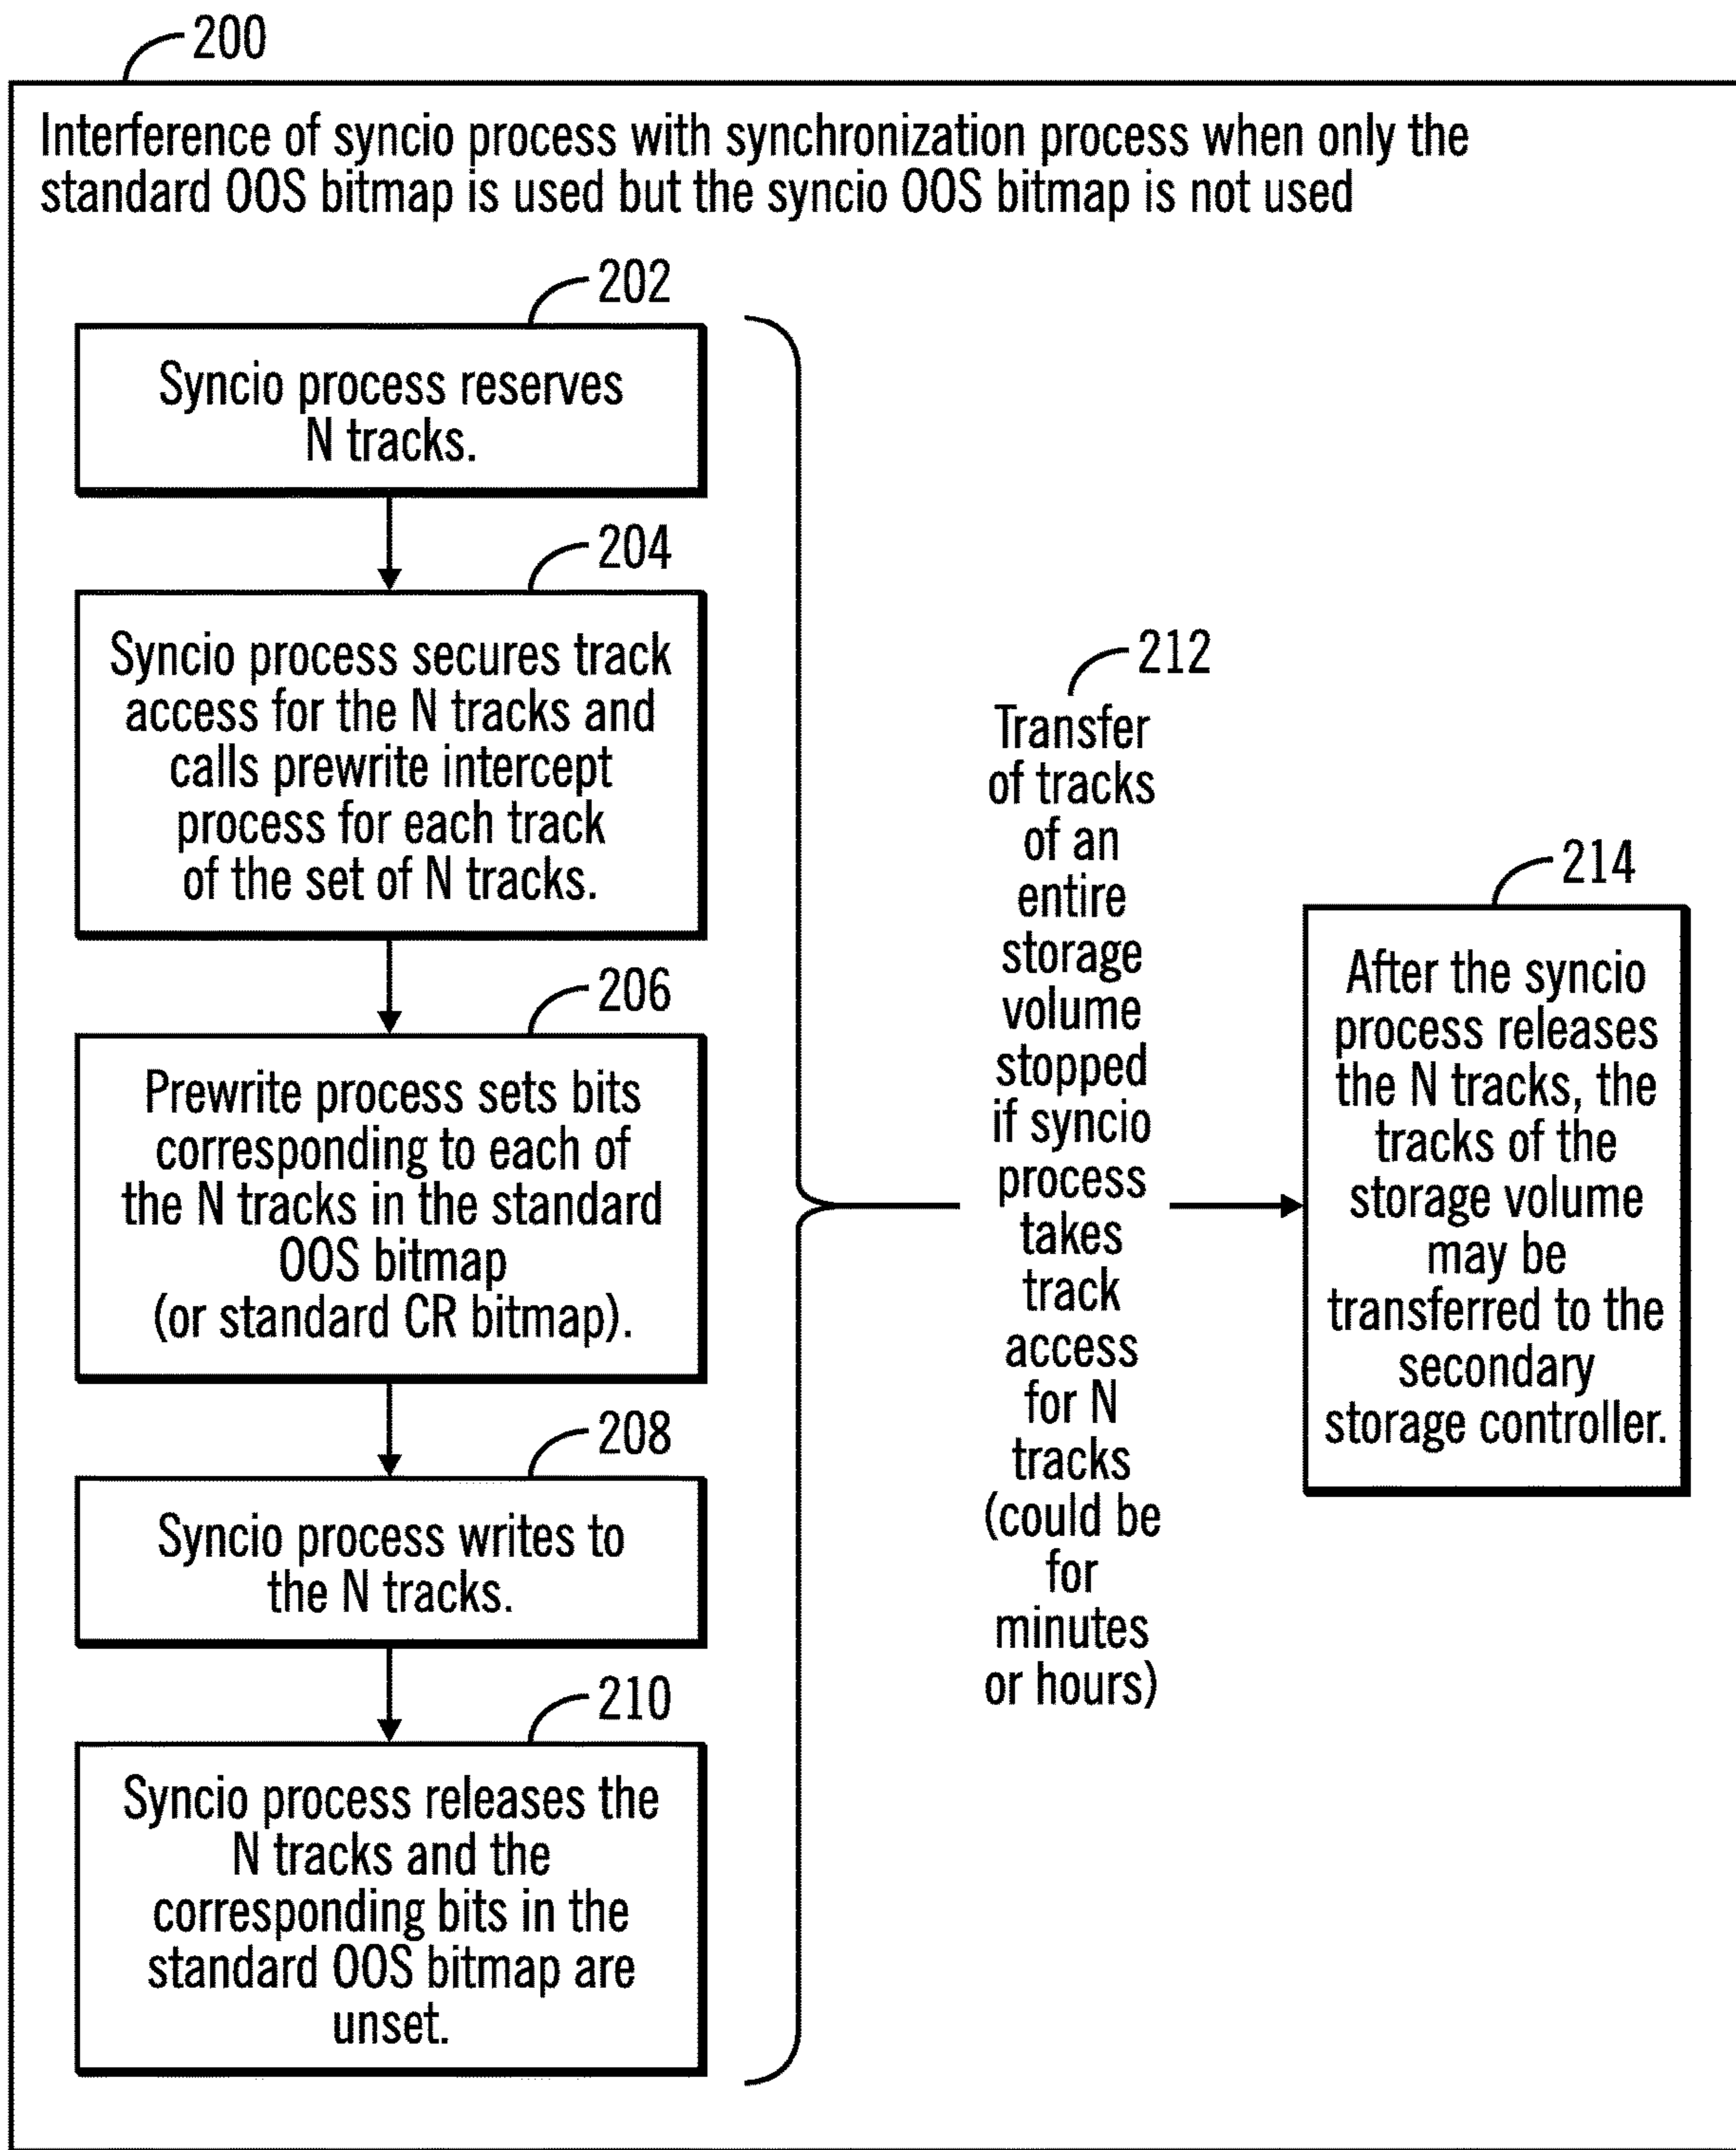 200
Interference of syncio process with synchronization process when only the
standard OOS bitmap is used but the syncio OOS bitmap is not used
202
Syncio process reserves
N tracks.
204
Syncio process secures track
access for the N tracks and
calls prewrite intercept
process for each track
of the set of N tracks.
206
Prewrite process sets bits
corresponding to each of
the N tracks in the standard
OOS bitmap
(or standard CR bitmap).
208
Syncio process writes to
the N tracks.
210
Syncio process releases the
N tracks and the
corresponding bits in the
standard OOS bitmap are
unset.
212
Transfer
of tracks
of an
entire
storage
volume
stopped
if syncio
process
takes
track
access
for N
tracks
(could be
for
minutes
or hours)
214
After the syncio
process releases
the N tracks, the
tracks of the
storage volume
may be
transferred to the
secondary
storage controller.